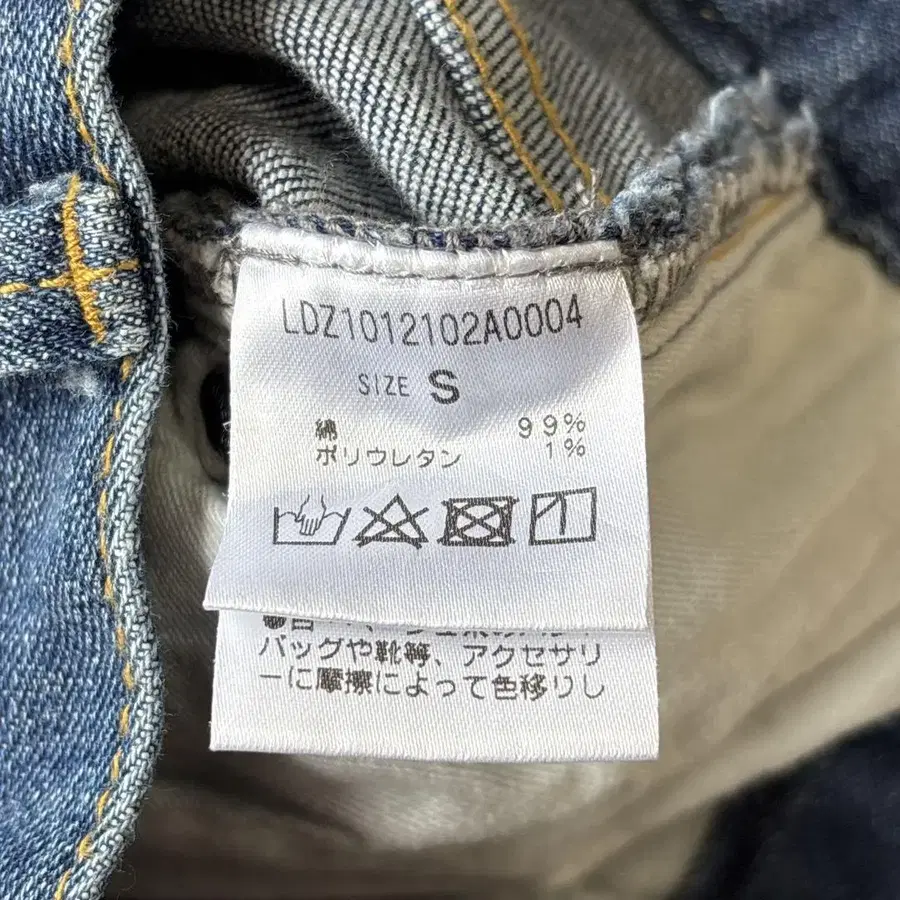 LDZ1012102A0004
SIZE S
綿 99%
ポリウレタン 1%
バッグや靴等、アクセサリ
ーに摩擦によって色移りし